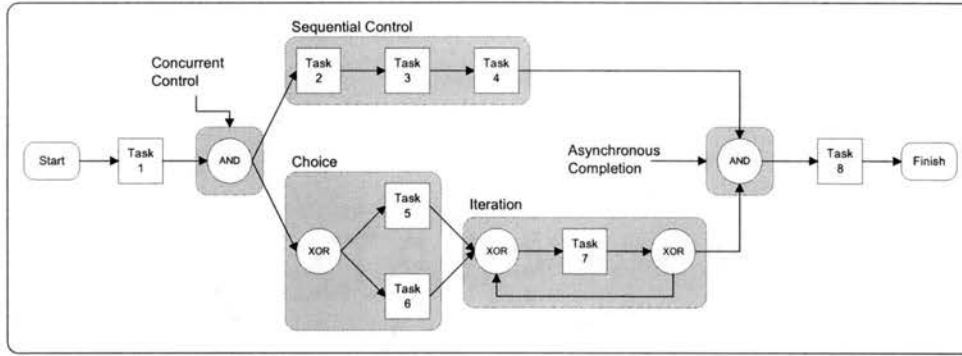 Sequential Control
Task
2
Task
3
Task
4
Concurrent
Control
Start
Task
1
AND
Choice
XOR
Task
5
Task
6
Iteration
XOR
Task
7
XOR
Asynchronous
Completion
AND
Task
8
Finish